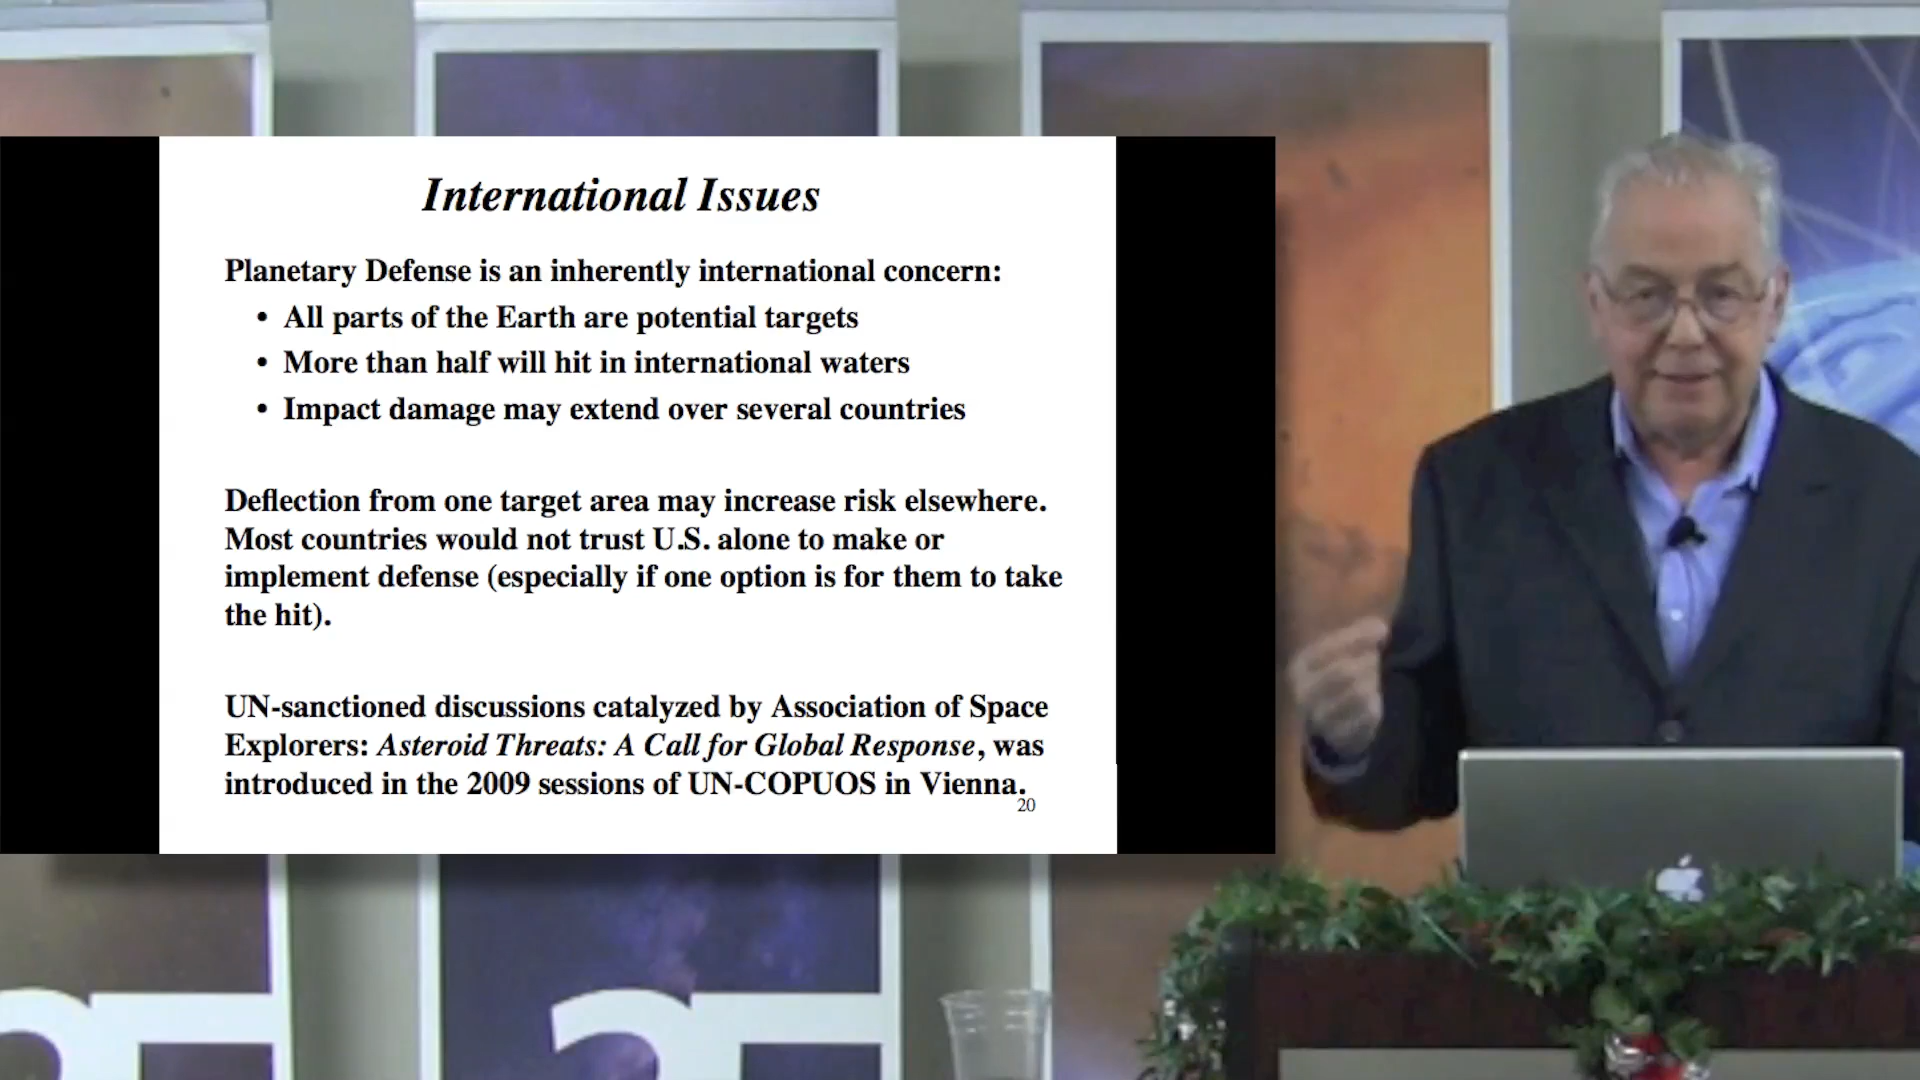 International Issues
Planetary Defense is an inherently international concern:
• All parts of the Earth are potential targets
• More than half will hit in international waters
• Impact damage may extend over several countries
Deflection from one target area may increase risk elsewhere.
Most countries would not trust U.S. alone to make or
implement defense (especially if one option is for them to take
the hit).
UN-sanctioned discussions catalyzed by Association of Space
Explorers: Asteroid Threats: A Call for Global Response, was
introduced in the 2009 sessions of UN-COPUOS in Vienna.
20